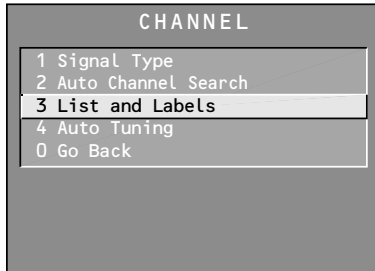 CHANNEL
1 Signal Type
2 Auto Channel Search
3 List and Labels
4 Auto Tuning
0 Go Back